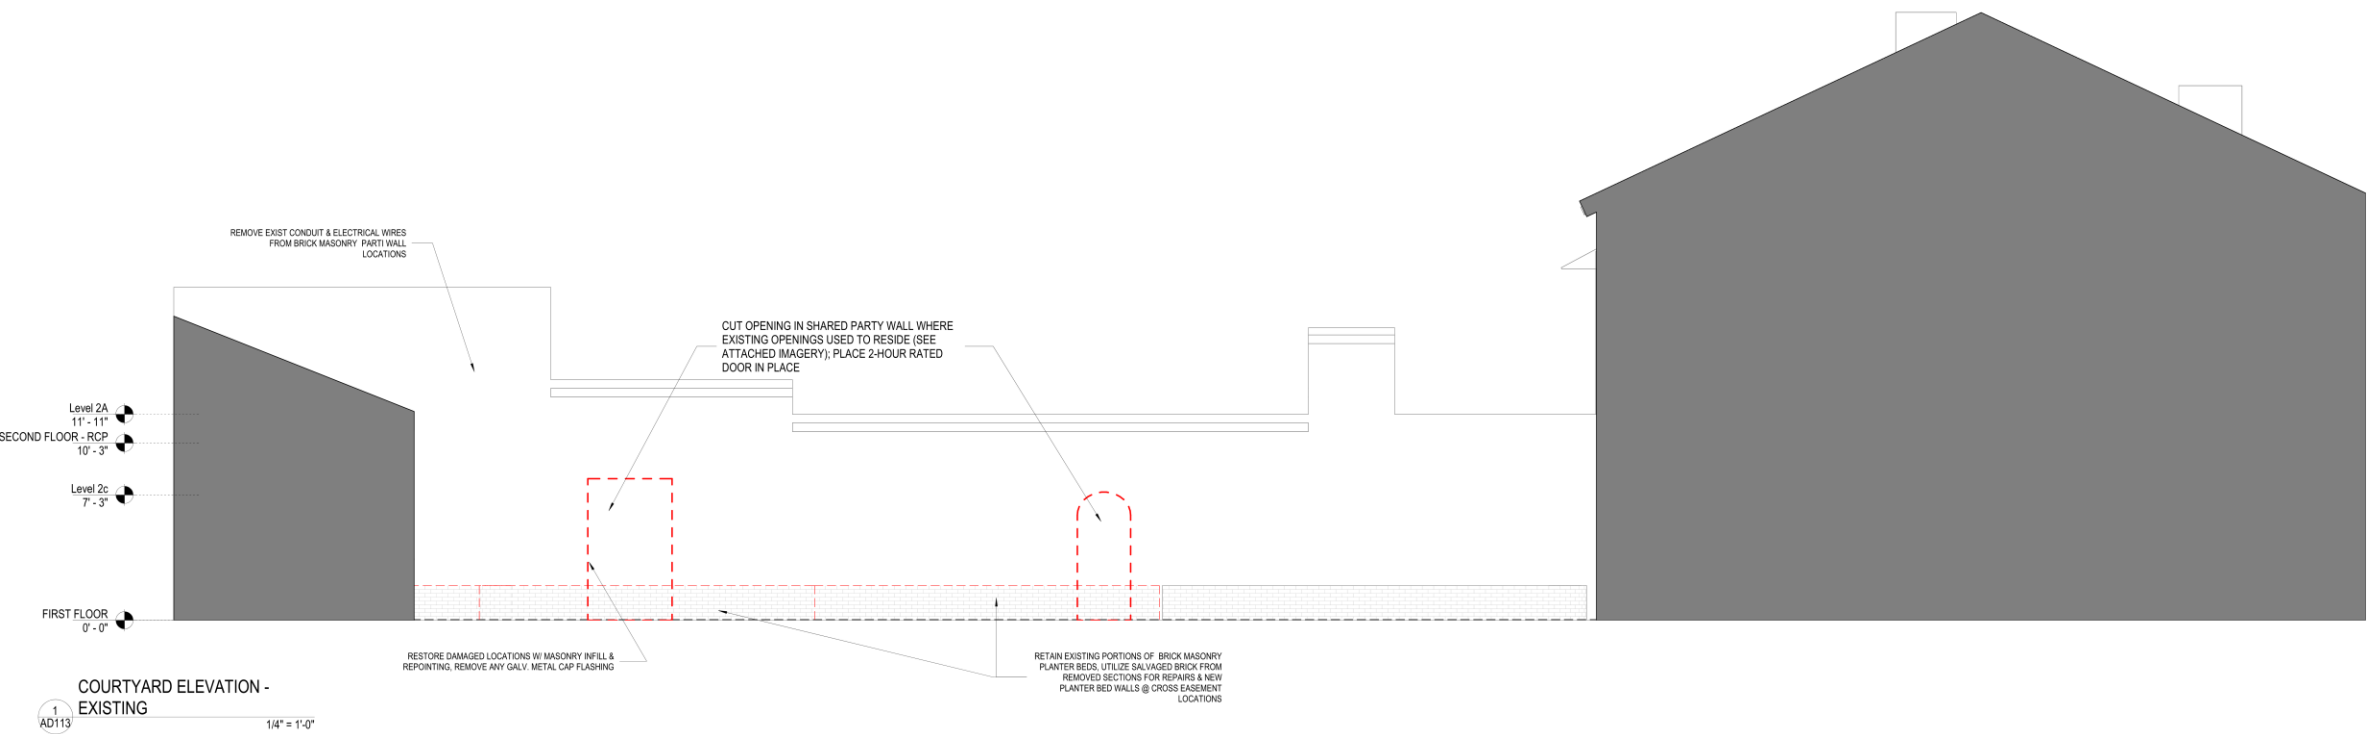 REMOVE EXIST CONDUIT & ELECTRICAL WIRES
FROM BRICK MASONRY PARTI WALL
LOCATIONS
CUT OPENING IN SHARED PARTY WALL WHERE
EXISTING OPENINGS USED TO RESIDE (SEE
ATTACHED IMAGERY); PLACE 2-HOUR RATED
DOOR IN PLACE
Level 2A
11' - 11"
SECOND FLOOR - RCP
10' - 3"
Level 2c
7' - 3"
FIRST FLOOR
0' - 0"
RESTORE DAMAGED LOCATIONS W/ MASONRY INFILL &
REPOINTING, REMOVE ANY GALV. METAL CAP FLASHING
RETAIN EXISTING PORTIONS OF BRICK MASONRY
PLANTER BEDS, UTILIZE SALVAGED BRICK FROM
REMOVED SECTIONS FOR REPAIRS & NEW
PLANTER BED WALLS @ CROSS EASEMENT
LOCATIONS
COURTYARD ELEVATION -
EXISTING
1
AD113
1/4" = 1'-0"